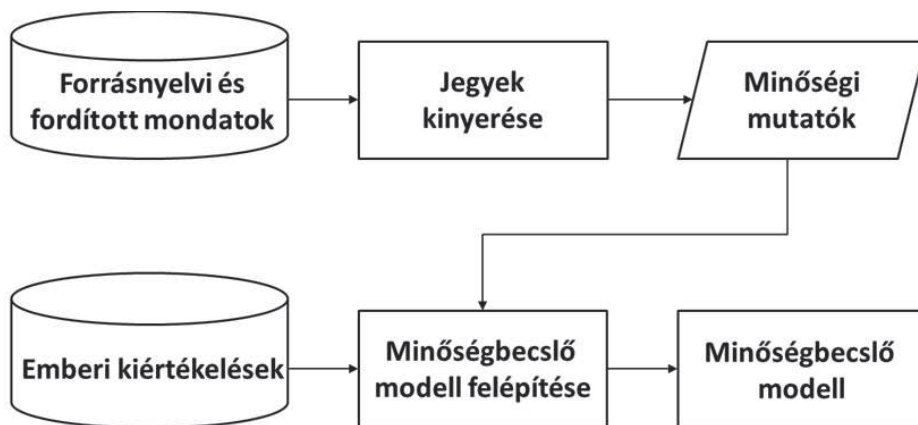 Forrásnyelvi és
fordított mondatok
Jegyek
kinyerése
Minőségi
mutatók
Emberi kiértékelések
Minőségbecslő
modell felépítése
Minőségbecslő
modell